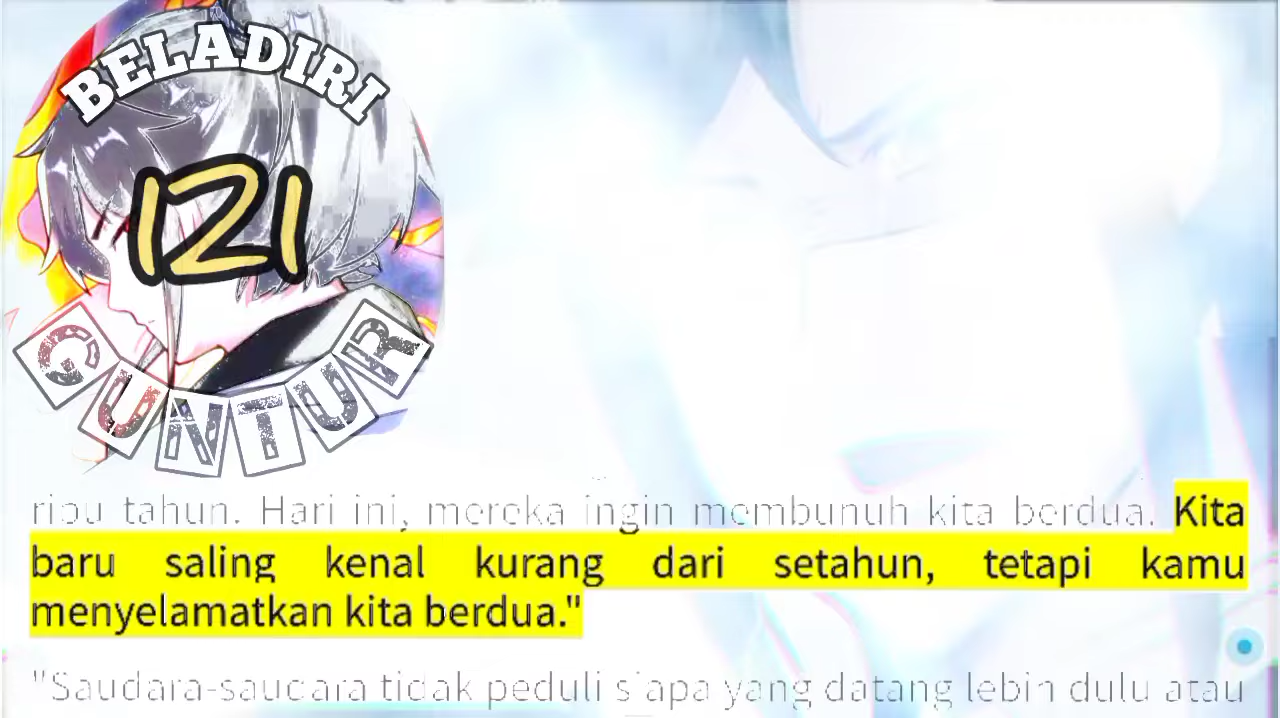 BELADIRI
121
GUNTUR
ribu tahun. Hari ini, mereka ingin membunuh kita berdua. Kita
baru saling kenal kurang dari setahun, tetapi kamu
menyelamatkan kita berdua."
"Saudara-saudara tidak peduli siapa yang datang lebih dulu atau